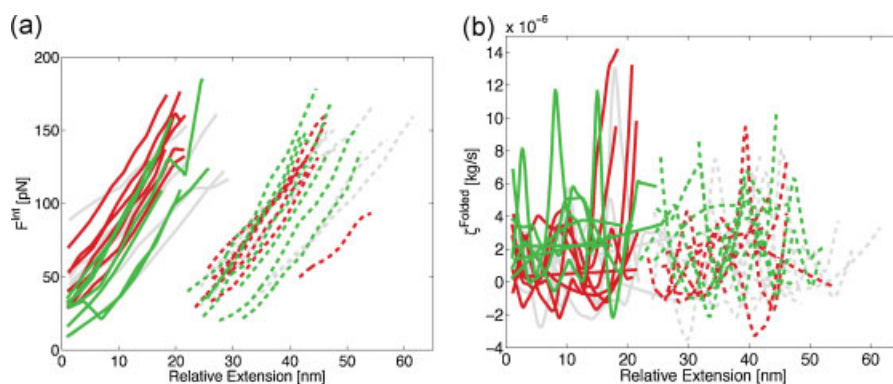 (a)
200
150
100
50
0
F^Int [pN]
0 10 20 30 40 50 60
Relative Extension [nm]
(b)
× 10⁻⁶
14
12
10
8
6
4
2
0
−2
−4
ζ^Folded [kg/s]
0 10 20 30 40 50 60
Relative Extension [nm]